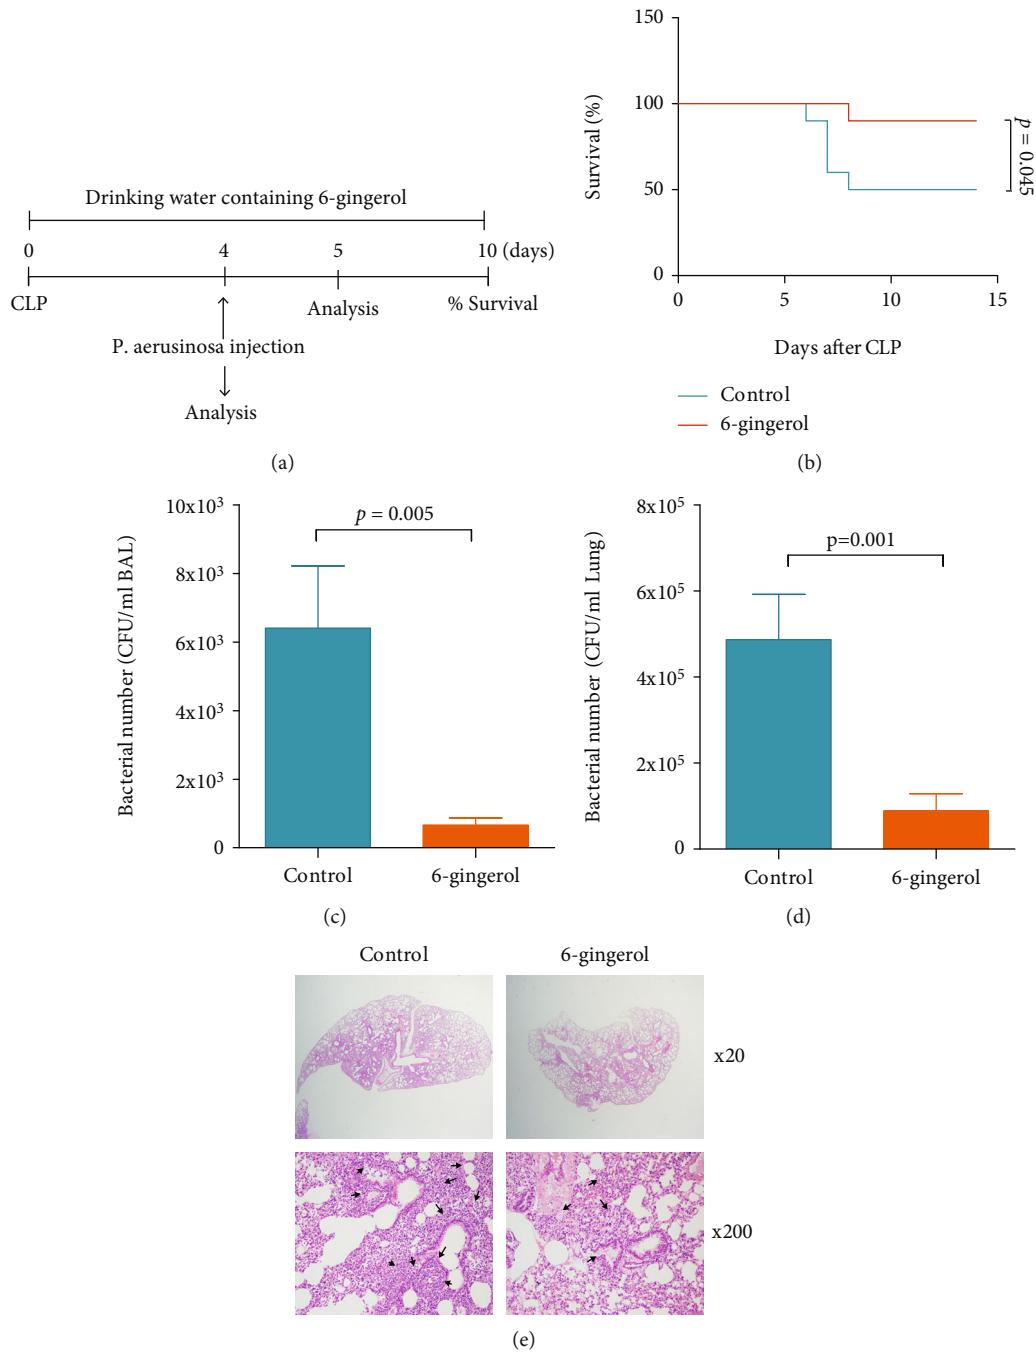 Drinking water containing 6-gingerol
0 4 5 10 (days)
CLP Analysis % Survival
P. aerusinosa injection
Analysis
(a)
150
100
50
0
Survival (%)
0 5 10 15
Days after CLP
p = 0.045
Control
6-gingerol
(b)
10x10³
8x10³
6x10³
4x10³
2x10³
0
Bacterial number (CFU/ml BAL)
p = 0.005
Control 6-gingerol
(c)
8x10⁵
6x10⁵
4x10⁵
2x10⁵
0
Bacterial number (CFU/ml Lung)
p=0.001
Control 6-gingerol
(d)
Control 6-gingerol
x20
x200
(e)